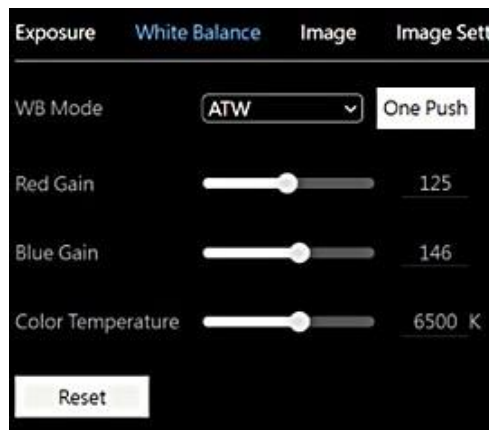 Exposure White Balance Image Image Sett
WB Mode ATW One Push
Red Gain 125
Blue Gain 146
Color Temperature 6500 K
Reset